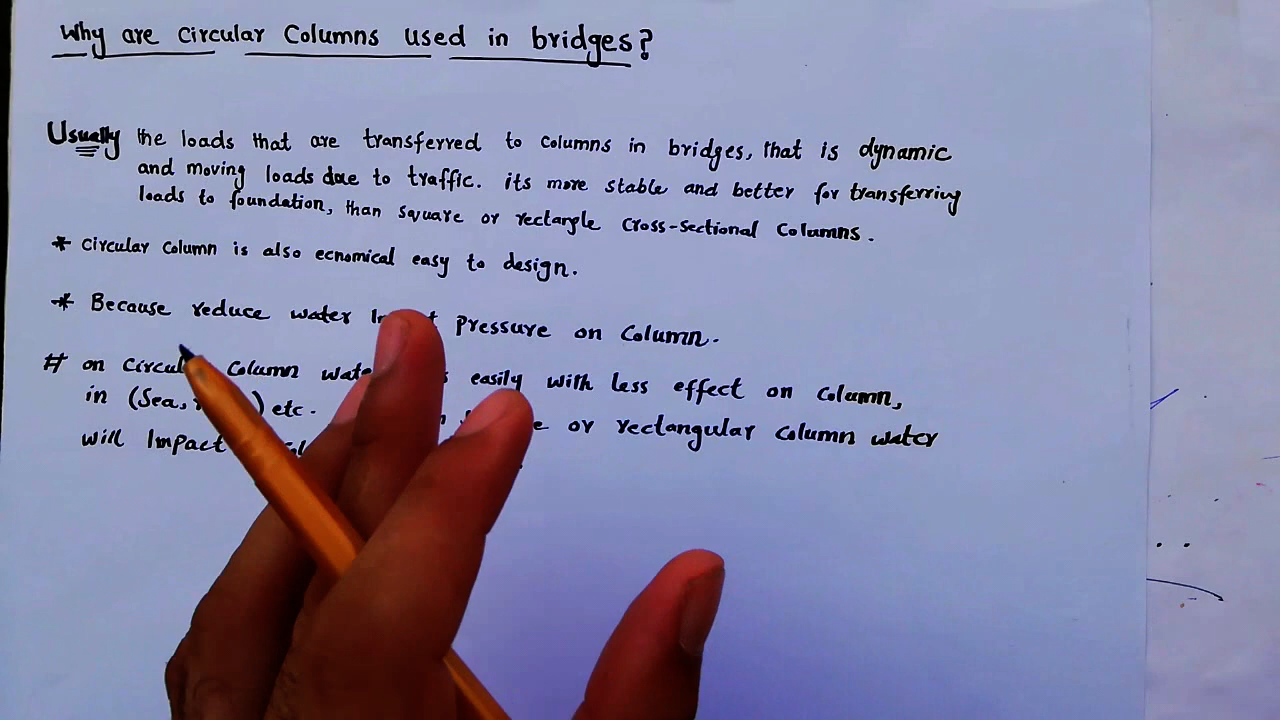 Why are Circular Columns used in bridges?
Usually the loads that are transferred to columns in bridges, that is dynamic
and moving loads due to traffic. its more stable and better for transferring
loads to foundation, than square or rectangle cross-sectional Columns.
* Circular Column is also ecnomical easy to design.
* Because reduce water pressure on Column.
# on column easily with less effect on column,
in (Sea, ) etc. or rectangular column water
will Impact